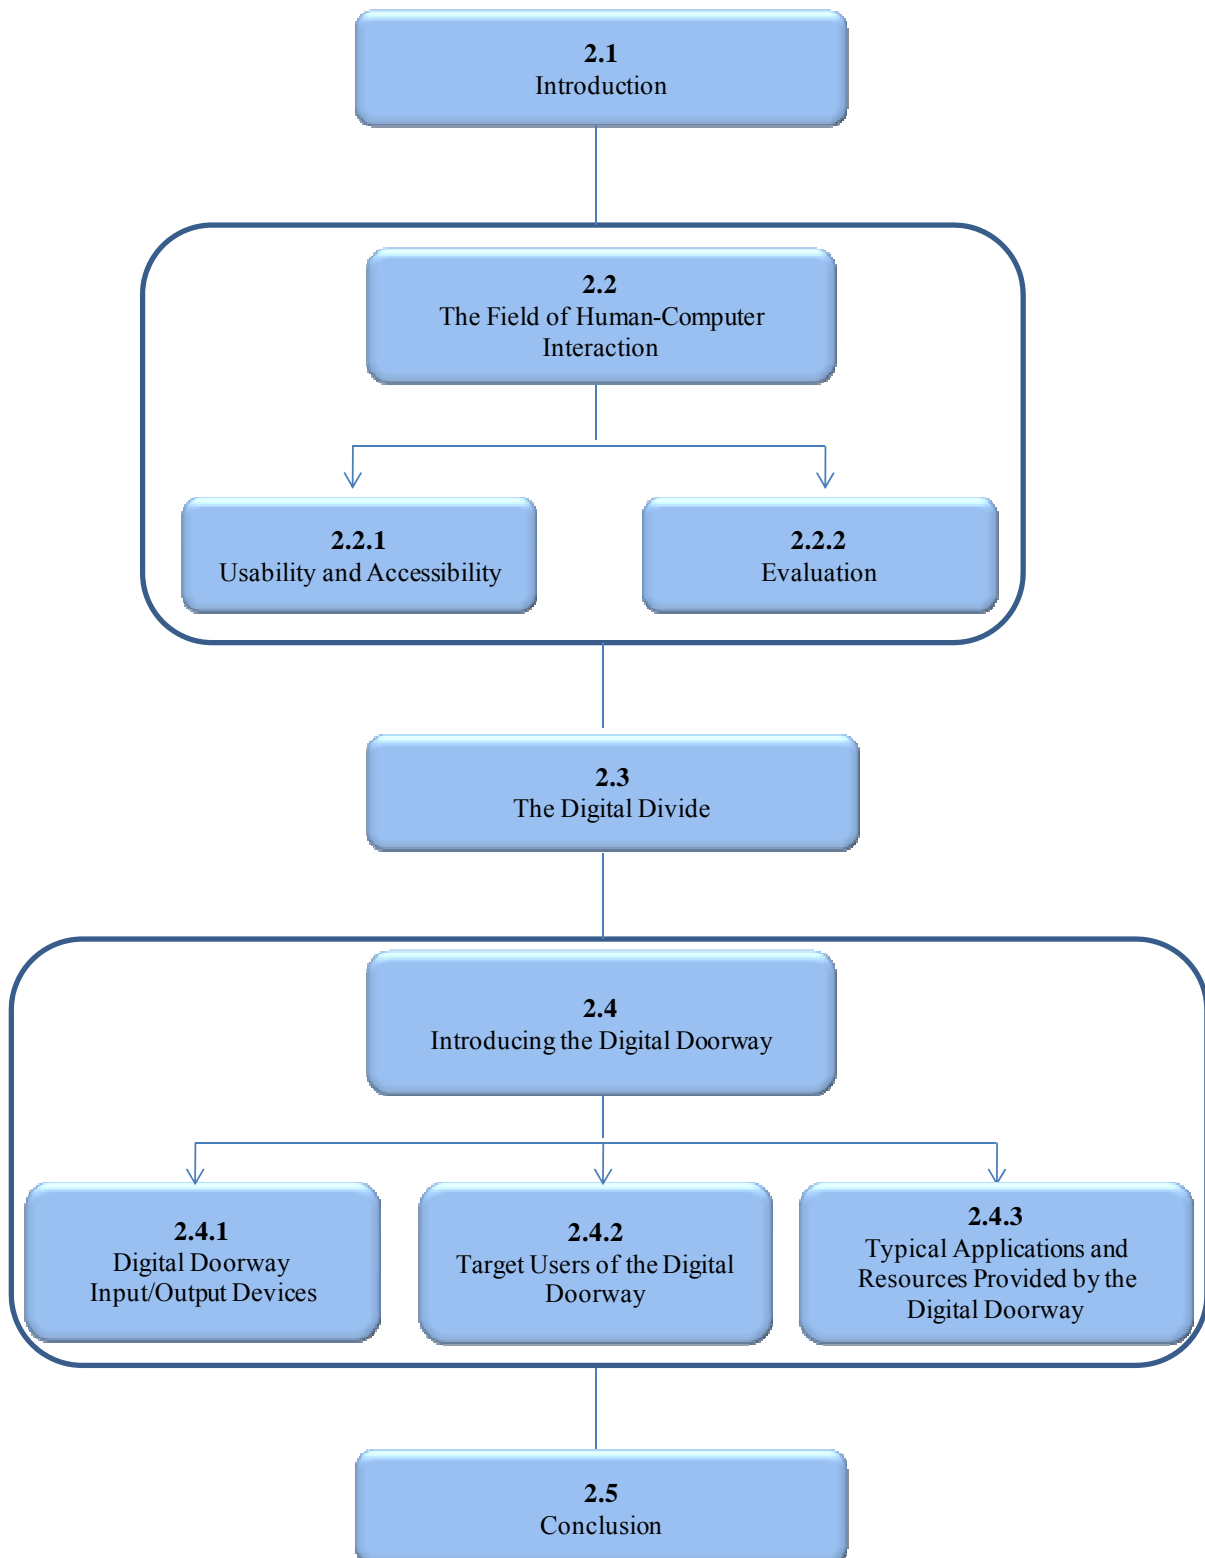 2.1
Introduction
2.2
The Field of Human-Computer
Interaction
2.2.1
Usability and Accessibility
2.2.2
Evaluation
2.3
The Digital Divide
2.4
Introducing the Digital Doorway
2.4.1
Digital Doorway
Input/Output Devices
2.4.2
Target Users of the Digital
Doorway
2.4.3
Typical Applications and
Resources Provided by the
Digital Doorway
2.5
Conclusion